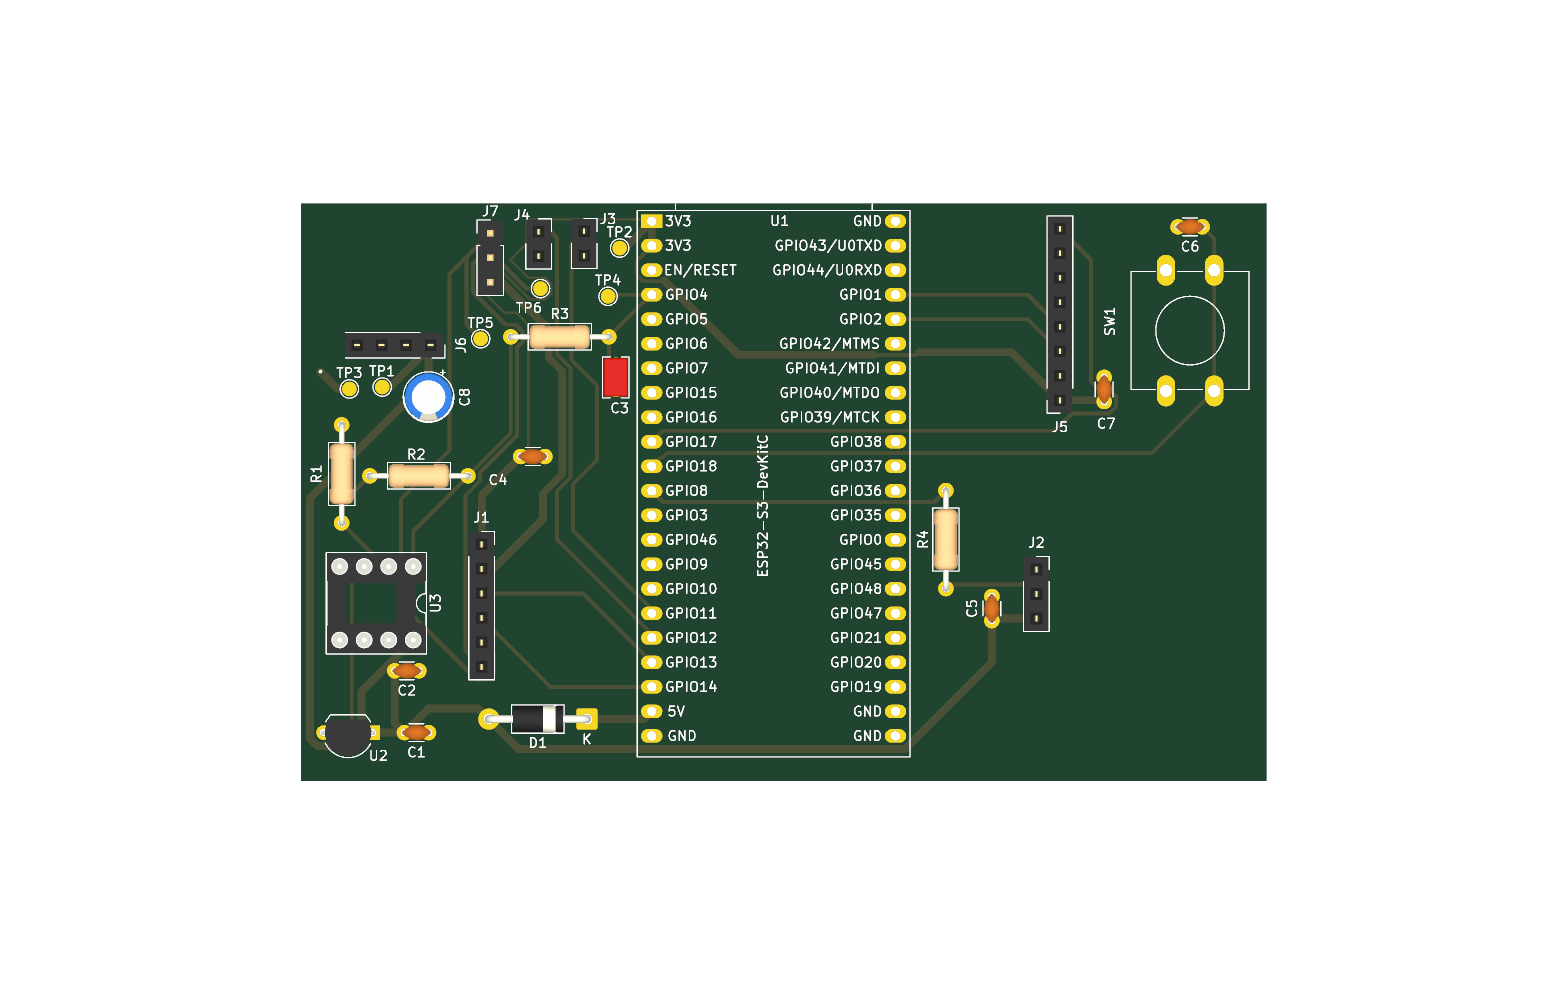 J7
J4
J3
TP2
TP4
TP6
R3
TP5
J6
TP3
TP1
+
C8
C3
R1
R2
C4
J1
U3
C2
U2
C1
D1
K
U1
3V3
GND
3V3
GPIO43/U0TXD
EN/RESET
GPIO44/U0RXD
GPIO4
GPIO1
GPIO5
GPIO2
GPIO6
GPIO42/MTMS
GPIO7
GPIO41/MTDI
GPIO15
GPIO40/MTDO
GPIO16
GPIO39/MTCK
GPIO17
GPIO38
GPIO18
GPIO37
GPIO8
GPIO36
GPIO3
GPIO35
GPIO46
GPIO0
GPIO9
GPIO45
GPIO10
GPIO48
GPIO11
GPIO47
GPIO12
GPIO21
GPIO13
GPIO20
GPIO14
GPIO19
5V
GND
GND
GND
ESP32-S3-DevKitC
C6
SW1
J5
C7
R4
J2
C5